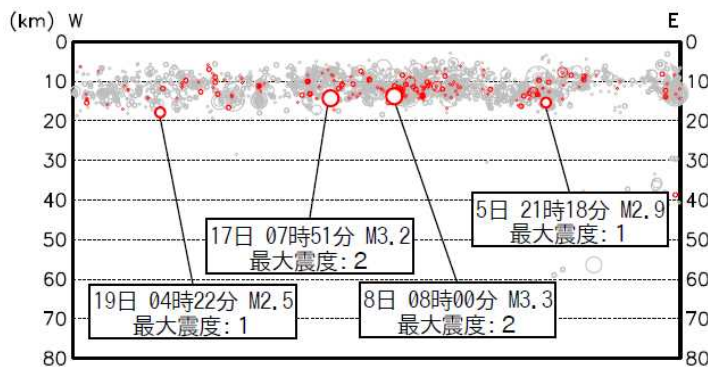 (km) W E
0 0
10 10
20 20
30 30
40 40
50 50
60 60
70 70
80 80
5日 21時18分 M2.9
最大震度: 1
17日 07時51分 M3.2
最大震度: 2
19日 04時22分 M2.5
最大震度: 1
8日 08時00分 M3.3
最大震度: 2